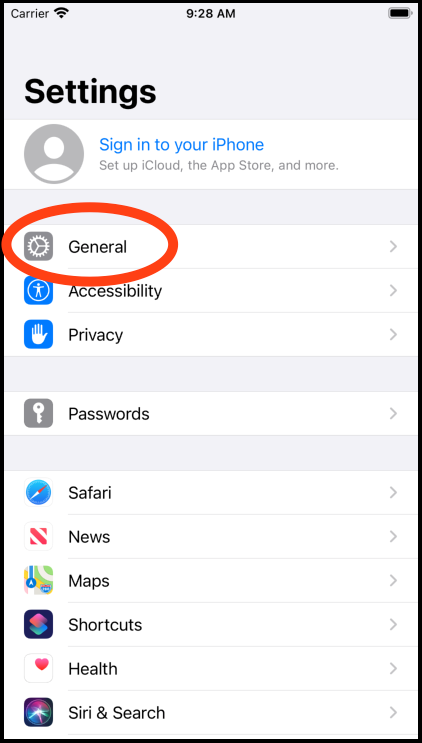 Carrier 9:28 AM
Settings
Sign in to your iPhone
Set up iCloud, the App Store, and more.
General
Accessibility
Privacy
Passwords
Safari
News
Maps
Shortcuts
Health
Siri & Search